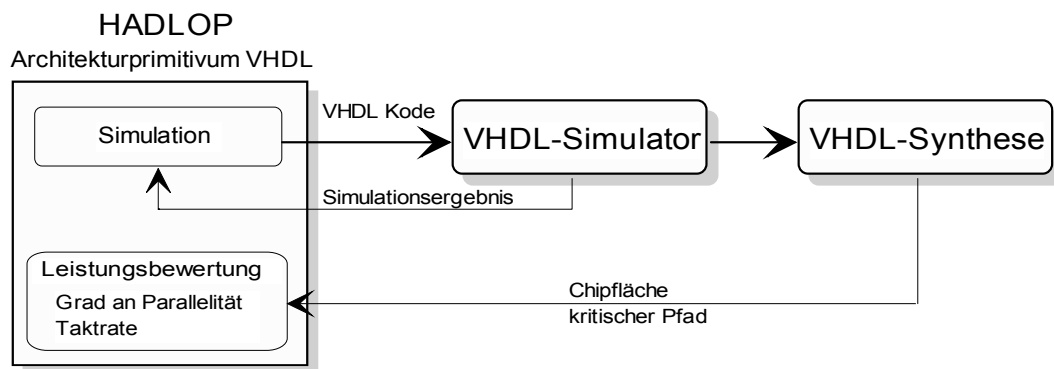 HADLOP
Architekturprimitivum VHDL
Simulation
VHDL Kode
VHDL-Simulator
VHDL-Synthese
Simulationsergebnis
Leistungsbewertung
Grad an Parallelität
Taktrate
Chipfläche
kritischer Pfad